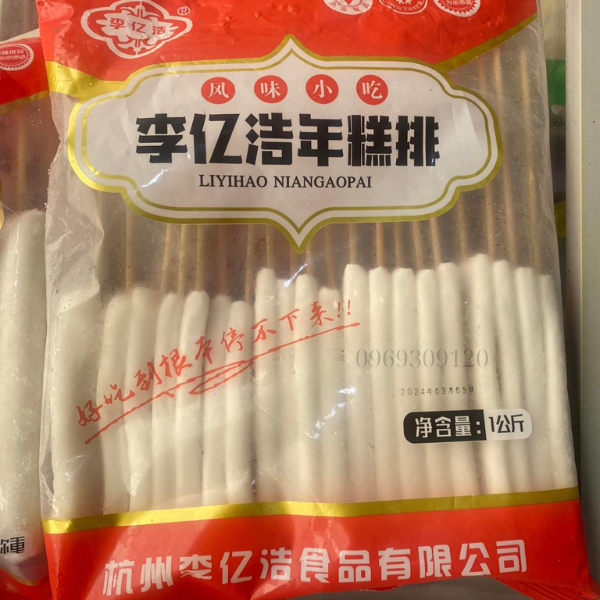 李亿浩®
风味小吃
李亿浩年糕排
LIYIHAO NIANGAOPAI
好吃到根本停不下来!!
0969309120
净含量:1公斤
杭州李亿浩食品有限公司